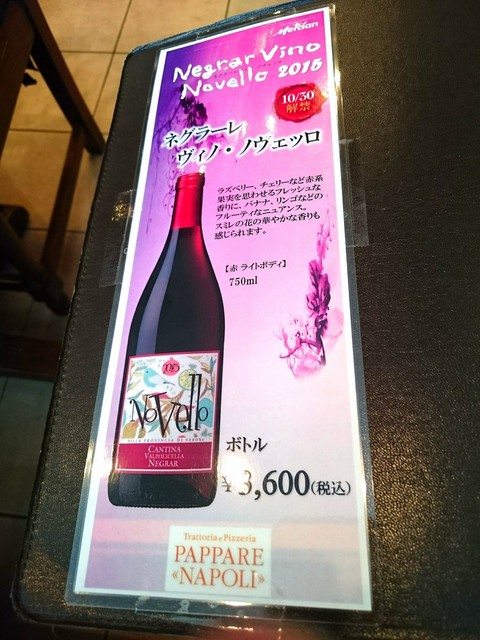 Mercian
Negrar Vino
Novello 2015
10/30
解禁
ネグラーレ
ヴィノ・ノヴェッロ
ラズベリー、チェリーなど赤系
果実を思わせるフレッシュな
香りに、バナナ、リンゴなどの
フルーティなニュアンス。
スミレの花の華やかな香りも
感じられます。
【赤 ライトボディ】
750ml
2015
Novello
DELLA PROVINCIA DI VERONA
CANTINA
VALPOLICELLA
NEGRAR
ボトル
¥3,600(税込)
Trattoria e Pizzeria
PAPPARE
«NAPOLI»